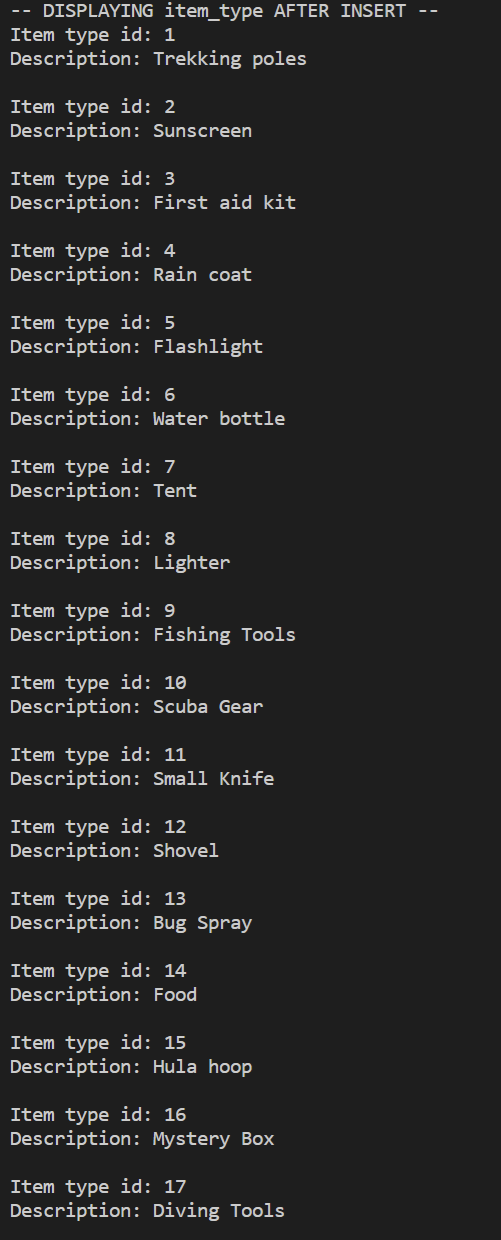 -- DISPLAYING item_type AFTER INSERT --
Item type id: 1
Description: Trekking poles
Item type id: 2
Description: Sunscreen
Item type id: 3
Description: First aid kit
Item type id: 4
Description: Rain coat
Item type id: 5
Description: Flashlight
Item type id: 6
Description: Water bottle
Item type id: 7
Description: Tent
Item type id: 8
Description: Lighter
Item type id: 9
Description: Fishing Tools
Item type id: 10
Description: Scuba Gear
Item type id: 11
Description: Small Knife
Item type id: 12
Description: Shovel
Item type id: 13
Description: Bug Spray
Item type id: 14
Description: Food
Item type id: 15
Description: Hula hoop
Item type id: 16
Description: Mystery Box
Item type id: 17
Description: Diving Tools